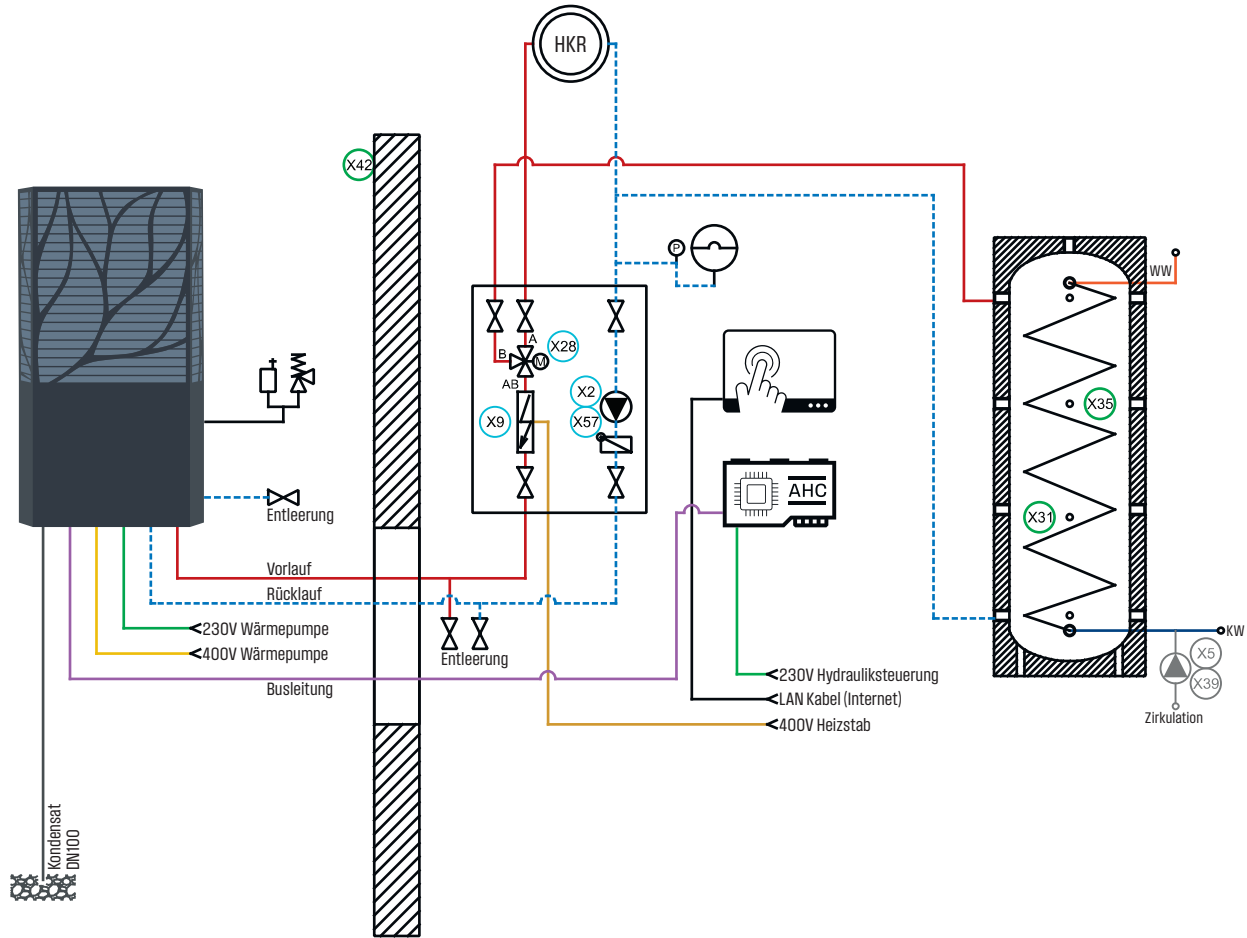 HKR
X42
P
WW
A
X28
B
M
AB
X2
X9
X57
X35
AHC
X31
Entleerung
Vorlauf
Rücklauf
230V Wärmepumpe
400V Wärmepumpe
Entleerung
Busleitung
230V Hydrauliksteuerung
LAN Kabel (Internet)
400V Heizstab
KW
X5
X39
Zirkulation
Kondensat
DN100